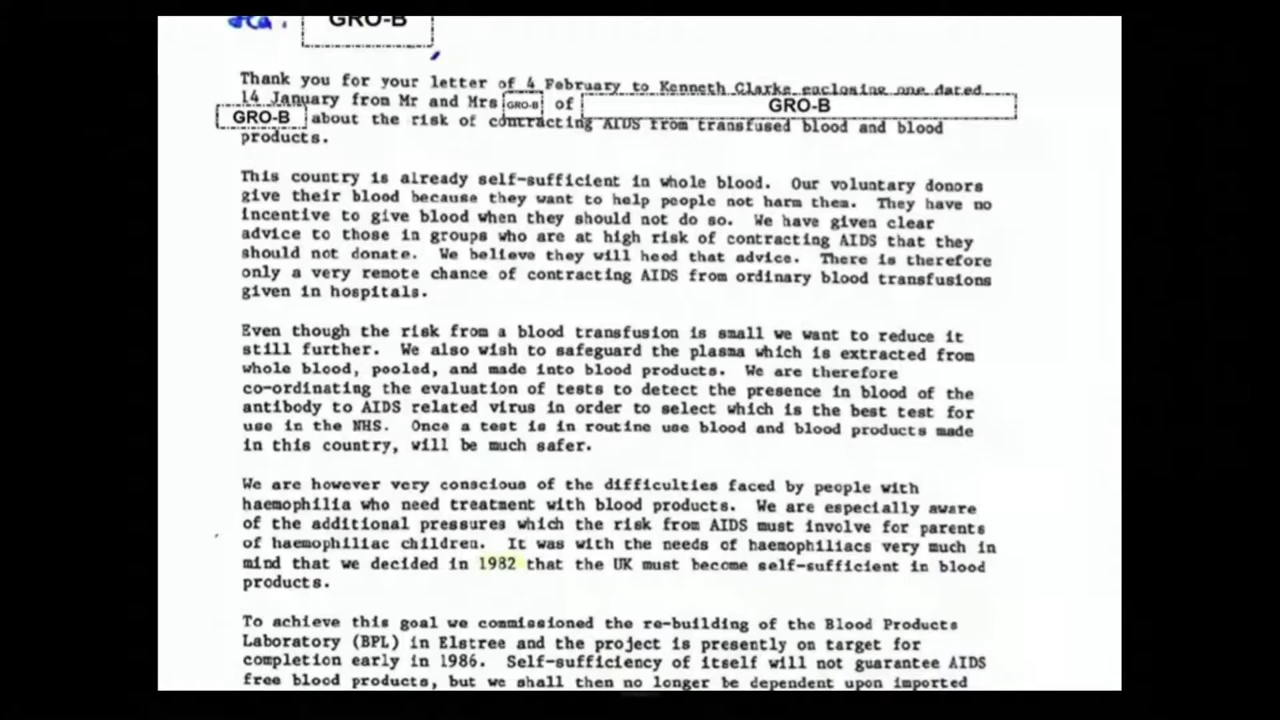 GRO-B
Thank you for your letter of 4 February to Kenneth Clarke enclosing one dated
14 January from Mr and Mrs GRO-B of GRO-B
GRO-B about the risk of contracting AIDS from transfused blood and blood
products.
This country is already self-sufficient in whole blood. Our voluntary donors
give their blood because they want to help people not harm them. They have no
incentive to give blood when they should not do so. We have given clear
advice to those in groups who are at high risk of contracting AIDS that they
should not donate. We believe they will heed that advice. There is therefore
only a very remote chance of contracting AIDS from ordinary blood transfusions
given in hospitals.
Even though the risk from a blood transfusion is small we want to reduce it
still further. We also wish to safeguard the plasma which is extracted from
whole blood, pooled, and made into blood products. We are therefore
co-ordinating the evaluation of tests to detect the presence in blood of the
antibody to AIDS related virus in order to select which is the best test for
use in the NHS. Once a test is in routine use blood and blood products made
in this country, will be much safer.
We are however very conscious of the difficulties faced by people with
haemophilia who need treatment with blood products. We are especially aware
of the additional pressures which the risk from AIDS must involve for parents
of haemophiliac children. It was with the needs of haemophiliacs very much in
mind that we decided in 1982 that the UK must become self-sufficient in blood
products.
To achieve this goal we commissioned the re-building of the Blood Products
Laboratory (BPL) in Elstree and the project is presently on target for
completion early in 1986. Self-sufficiency of itself will not guarantee AIDS
free blood products, but we shall then no longer be dependent upon imported